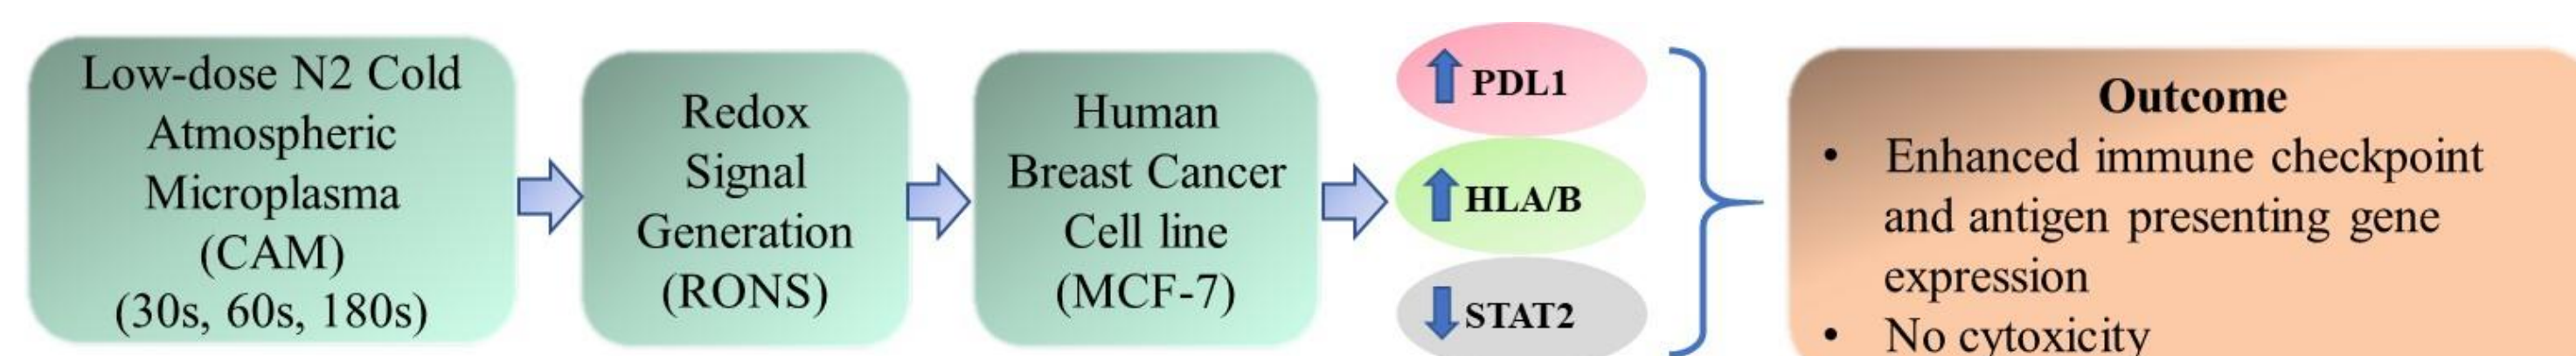 Low-dose N2 Cold
Atmospheric
Microplasma
(CAM)
(30s, 60s, 180s)
Redox
Signal
Generation
(RONS)
Human
Breast Cancer
Cell line
(MCF-7)
PDL1
HLA/B
STAT2
Outcome
• Enhanced immune checkpoint
and antigen presenting gene
expression
• No cytoxicity